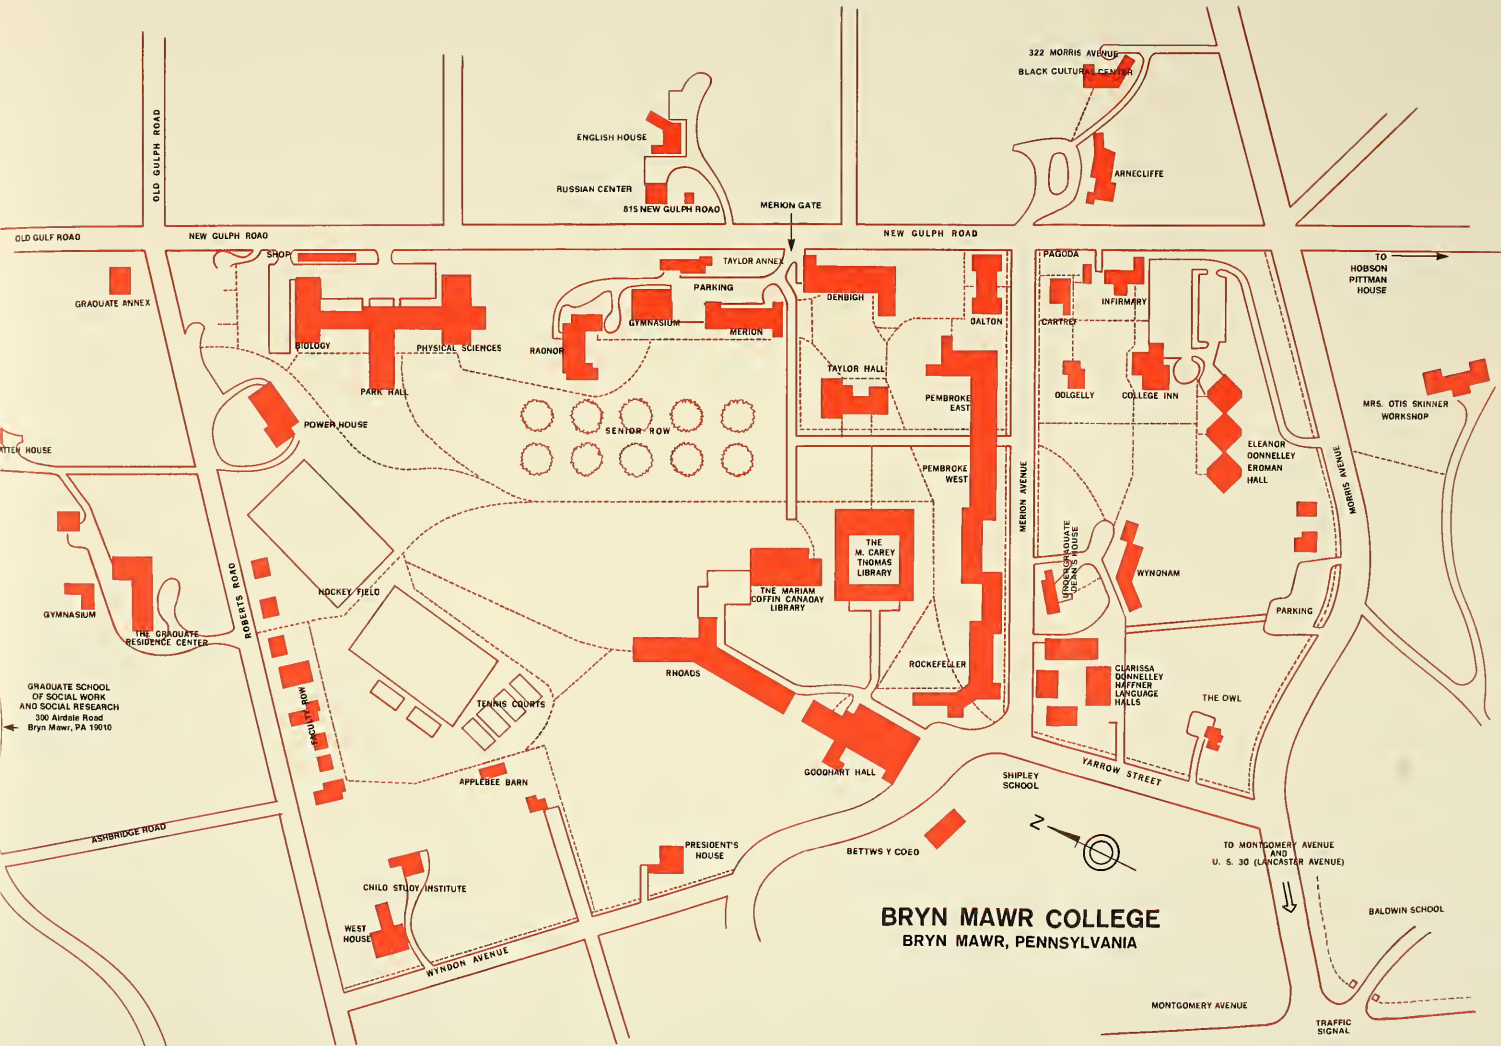 322 MORRIS AVENUE
BLACK CULTURAL CENTER
OLD GULPH ROAD
ENGLISH HOUSE
ARNECLIFFE
RUSSIAN CENTER
815 NEW GULPH ROAD
MERION GATE
OLD GULF ROAD
NEW GULPH ROAD
NEW GULPH ROAD
SHOP
TAYLOR ANNEX
PAGODA
TO
HOBSON
PITTMAN
HOUSE
GRADUATE ANNEX
PARKING
DENBIGH
INFIRMARY
GYMNASIUM
MERION
DALTON
CARTREF
BIOLOGY
PHYSICAL SCIENCES
RADNOR
PARK HALL
TAYLOR HALL
PEMBROKE
EAST
DOLGELLY
COLLEGE INN
MRS. OTIS SKINNER
WORKSHOP
POWER HOUSE
SENIOR ROW
HOUSE
ELEANOR
DONNELLEY
ERDMAN
HALL
PEMBROKE
WEST
MERION AVENUE
MORRIS AVENUE
THE
M. CAREY
THOMAS
LIBRARY
UNDERGRADUATE
DEAN'S HOUSE
WYNDHAM
ROBERTS ROAD
HOCKEY FIELD
THE MARIAM
COFFIN CANADAY
LIBRARY
PARKING
GYMNASIUM
THE GRADUATE
RESIDENCE CENTER
RHOADS
ROCKEFELLER
CLARISSA
DONNELLEY
HAFFNER
LANGUAGE
HALLS
THE OWL
GRADUATE SCHOOL
OF SOCIAL WORK
AND SOCIAL RESEARCH
300 Airdale Road
Bryn Mawr, PA 19010
FACULTY ROW
TENNIS COURTS
GOODHART HALL
APPLEBEE BARN
SHIPLEY
SCHOOL
YARROW STREET
ASHBRIDGE ROAD
N
PRESIDENT'S
HOUSE
BETTWS Y COED
TO MONTGOMERY AVENUE
AND
U. S. 30 (LANCASTER AVENUE)
CHILD STUDY INSTITUTE
WEST
HOUSE
WYNDON AVENUE
BRYN MAWR COLLEGE
BRYN MAWR, PENNSYLVANIA
BALDWIN SCHOOL
MONTGOMERY AVENUE
TRAFFIC
SIGNAL